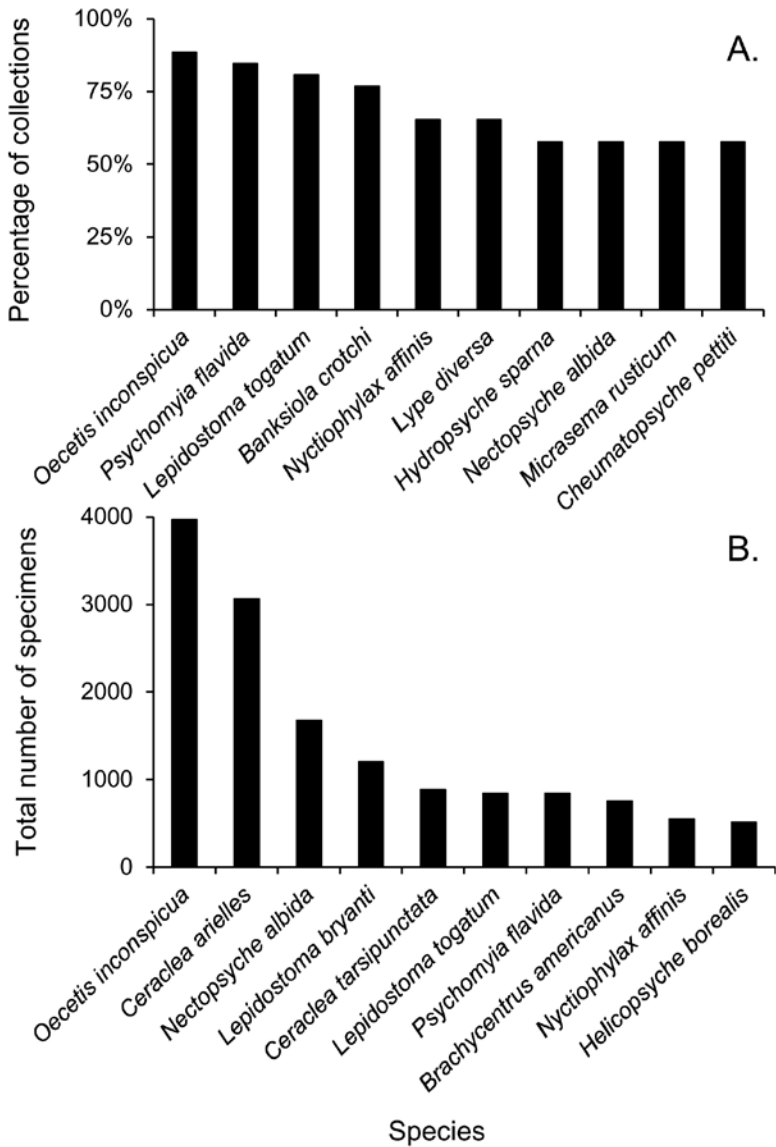 A.
Percentage of collections
100%
75%
50%
25%
0%
Oecetis inconspicua
Psychomyia flavida
Lepidostoma togatum
Banksiola crotchi
Nyctiophylax affinis
Lype diversa
Hydropsyche sparna
Nectopsyche albida
Micrasema rusticum
Cheumatopsyche pettiti
B.
Total number of specimens
4000
3000
2000
1000
0
Oecetis inconspicua
Ceraclea arielles
Nectopsyche albida
Lepidostoma bryanti
Ceraclea tarsipunctata
Lepidostoma togatum
Psychomyia flavida
Brachycentrus americanus
Nyctiophylax affinis
Helicopsyche borealis
Species